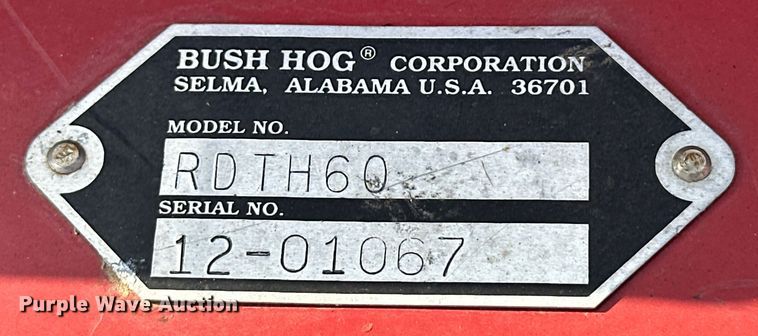 BUSH HOG® CORPORATION
SELMA, ALABAMA U.S.A. 36701
MODEL NO.
RDTH60
SERIAL NO.
12-01067
Purple Wave Auction